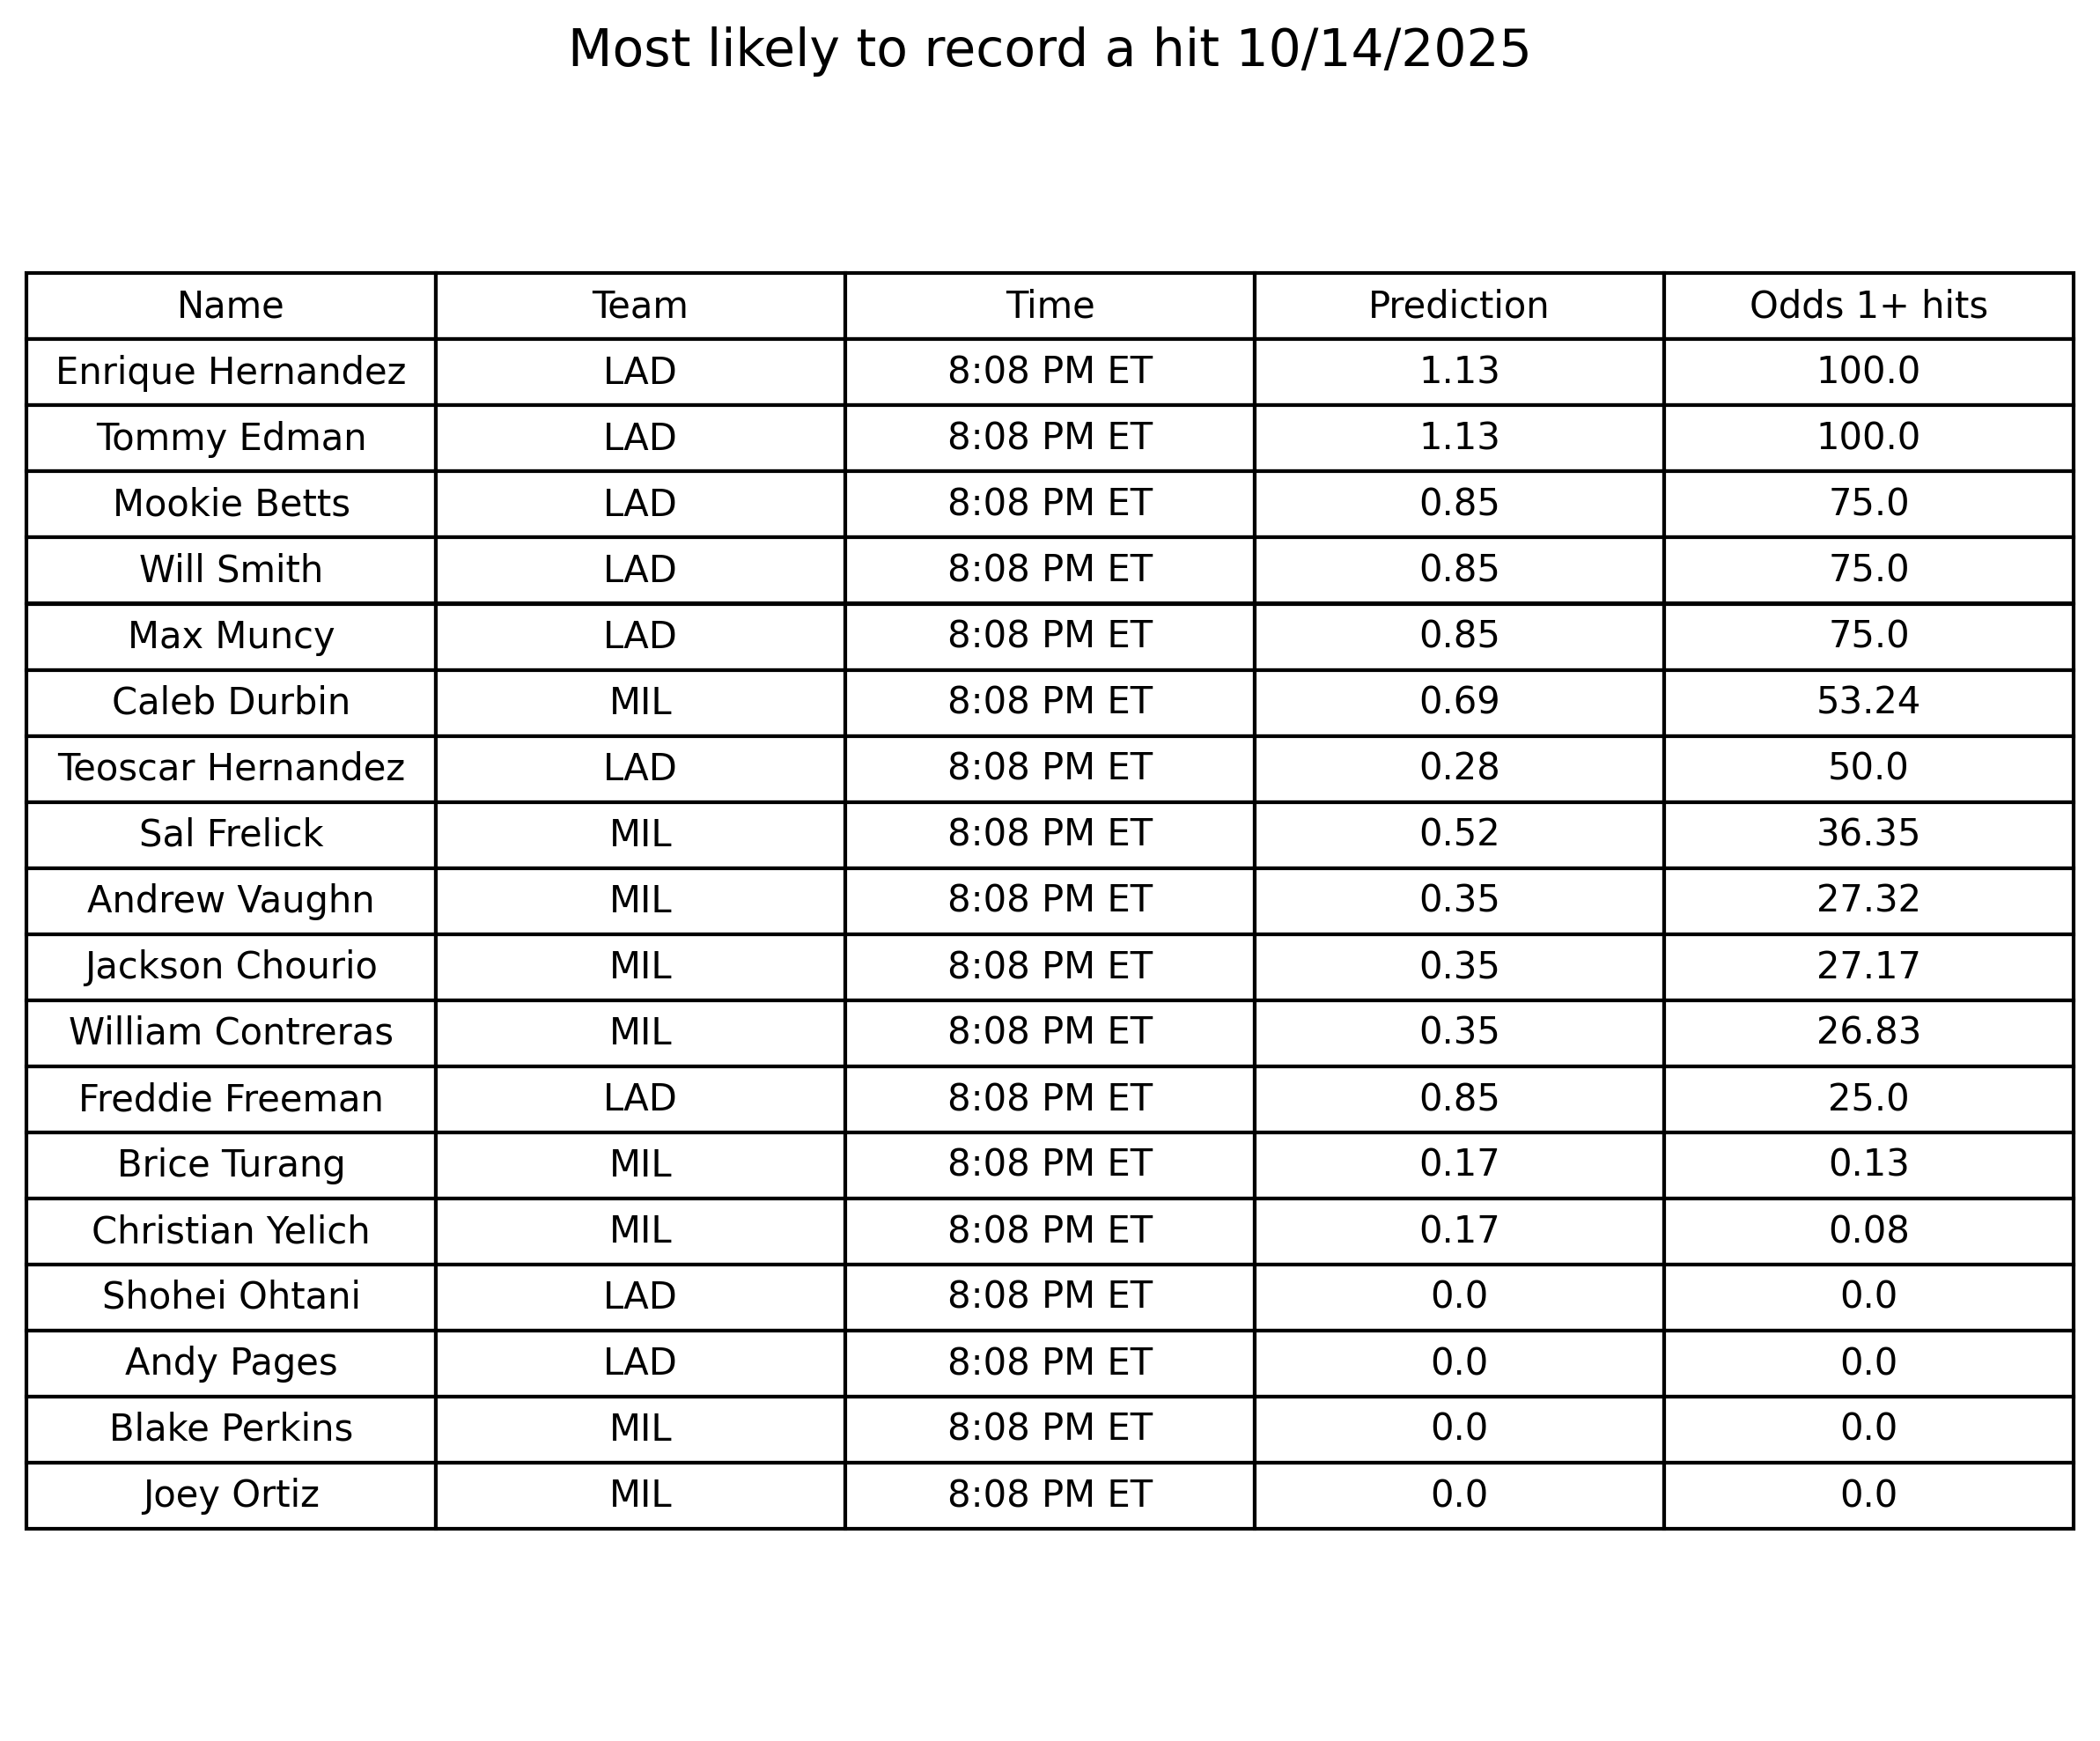 Most likely to record a hit 10/14/2025
Name Team Time Prediction Odds 1+ hits
Enrique Hernandez LAD 8:08 PM ET 1.13 100.0
Tommy Edman LAD 8:08 PM ET 1.13 100.0
Mookie Betts LAD 8:08 PM ET 0.85 75.0
Will Smith LAD 8:08 PM ET 0.85 75.0
Max Muncy LAD 8:08 PM ET 0.85 75.0
Caleb Durbin MIL 8:08 PM ET 0.69 53.24
Teoscar Hernandez LAD 8:08 PM ET 0.28 50.0
Sal Frelick MIL 8:08 PM ET 0.52 36.35
Andrew Vaughn MIL 8:08 PM ET 0.35 27.32
Jackson Chourio MIL 8:08 PM ET 0.35 27.17
William Contreras MIL 8:08 PM ET 0.35 26.83
Freddie Freeman LAD 8:08 PM ET 0.85 25.0
Brice Turang MIL 8:08 PM ET 0.17 0.13
Christian Yelich MIL 8:08 PM ET 0.17 0.08
Shohei Ohtani LAD 8:08 PM ET 0.0 0.0
Andy Pages LAD 8:08 PM ET 0.0 0.0
Blake Perkins MIL 8:08 PM ET 0.0 0.0
Joey Ortiz MIL 8:08 PM ET 0.0 0.0